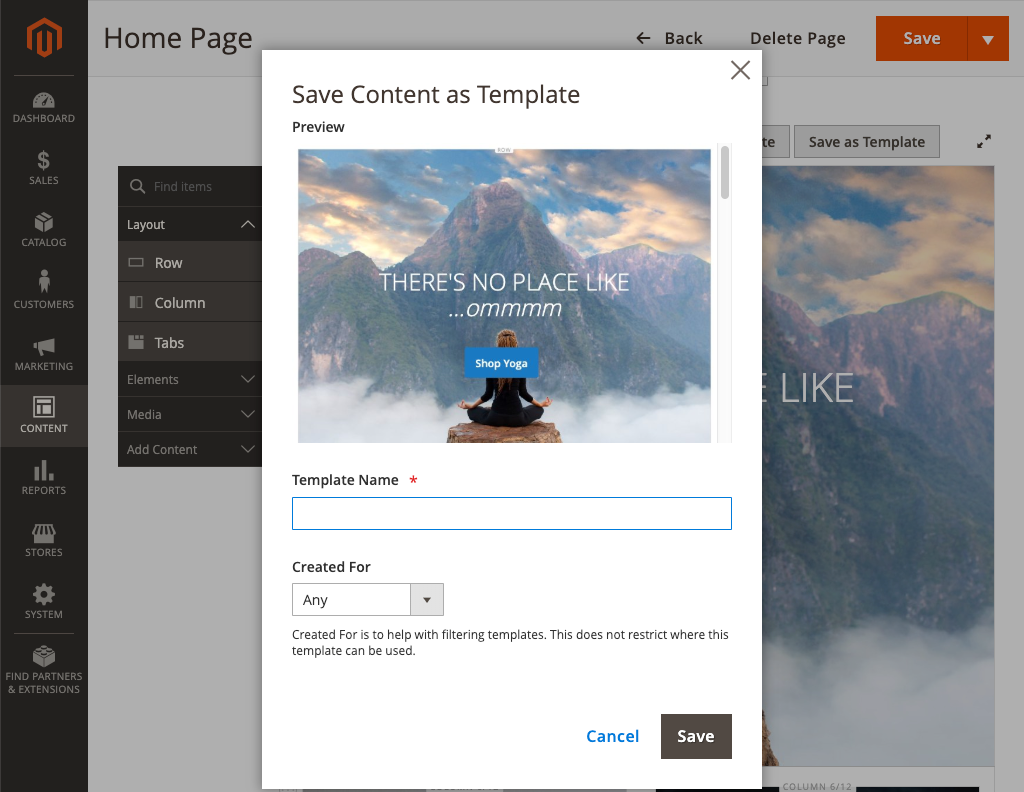 Home Page
Back
Delete Page
Save
DASHBOARD
SALES
CATALOG
CUSTOMERS
MARKETING
CONTENT
REPORTS
STORES
SYSTEM
FIND PARTNERS
& EXTENSIONS
Find items
Layout
Row
Column
Tabs
Elements
Media
Add Content
Save as Template
LIKE
COLUMN 6/12
Save Content as Template
Preview
ROW
THERE'S NO PLACE LIKE
...ommmm
Shop Yoga
Template Name *
Created For
Any
Created For is to help with filtering templates. This does not restrict where this
template can be used.
Cancel
Save